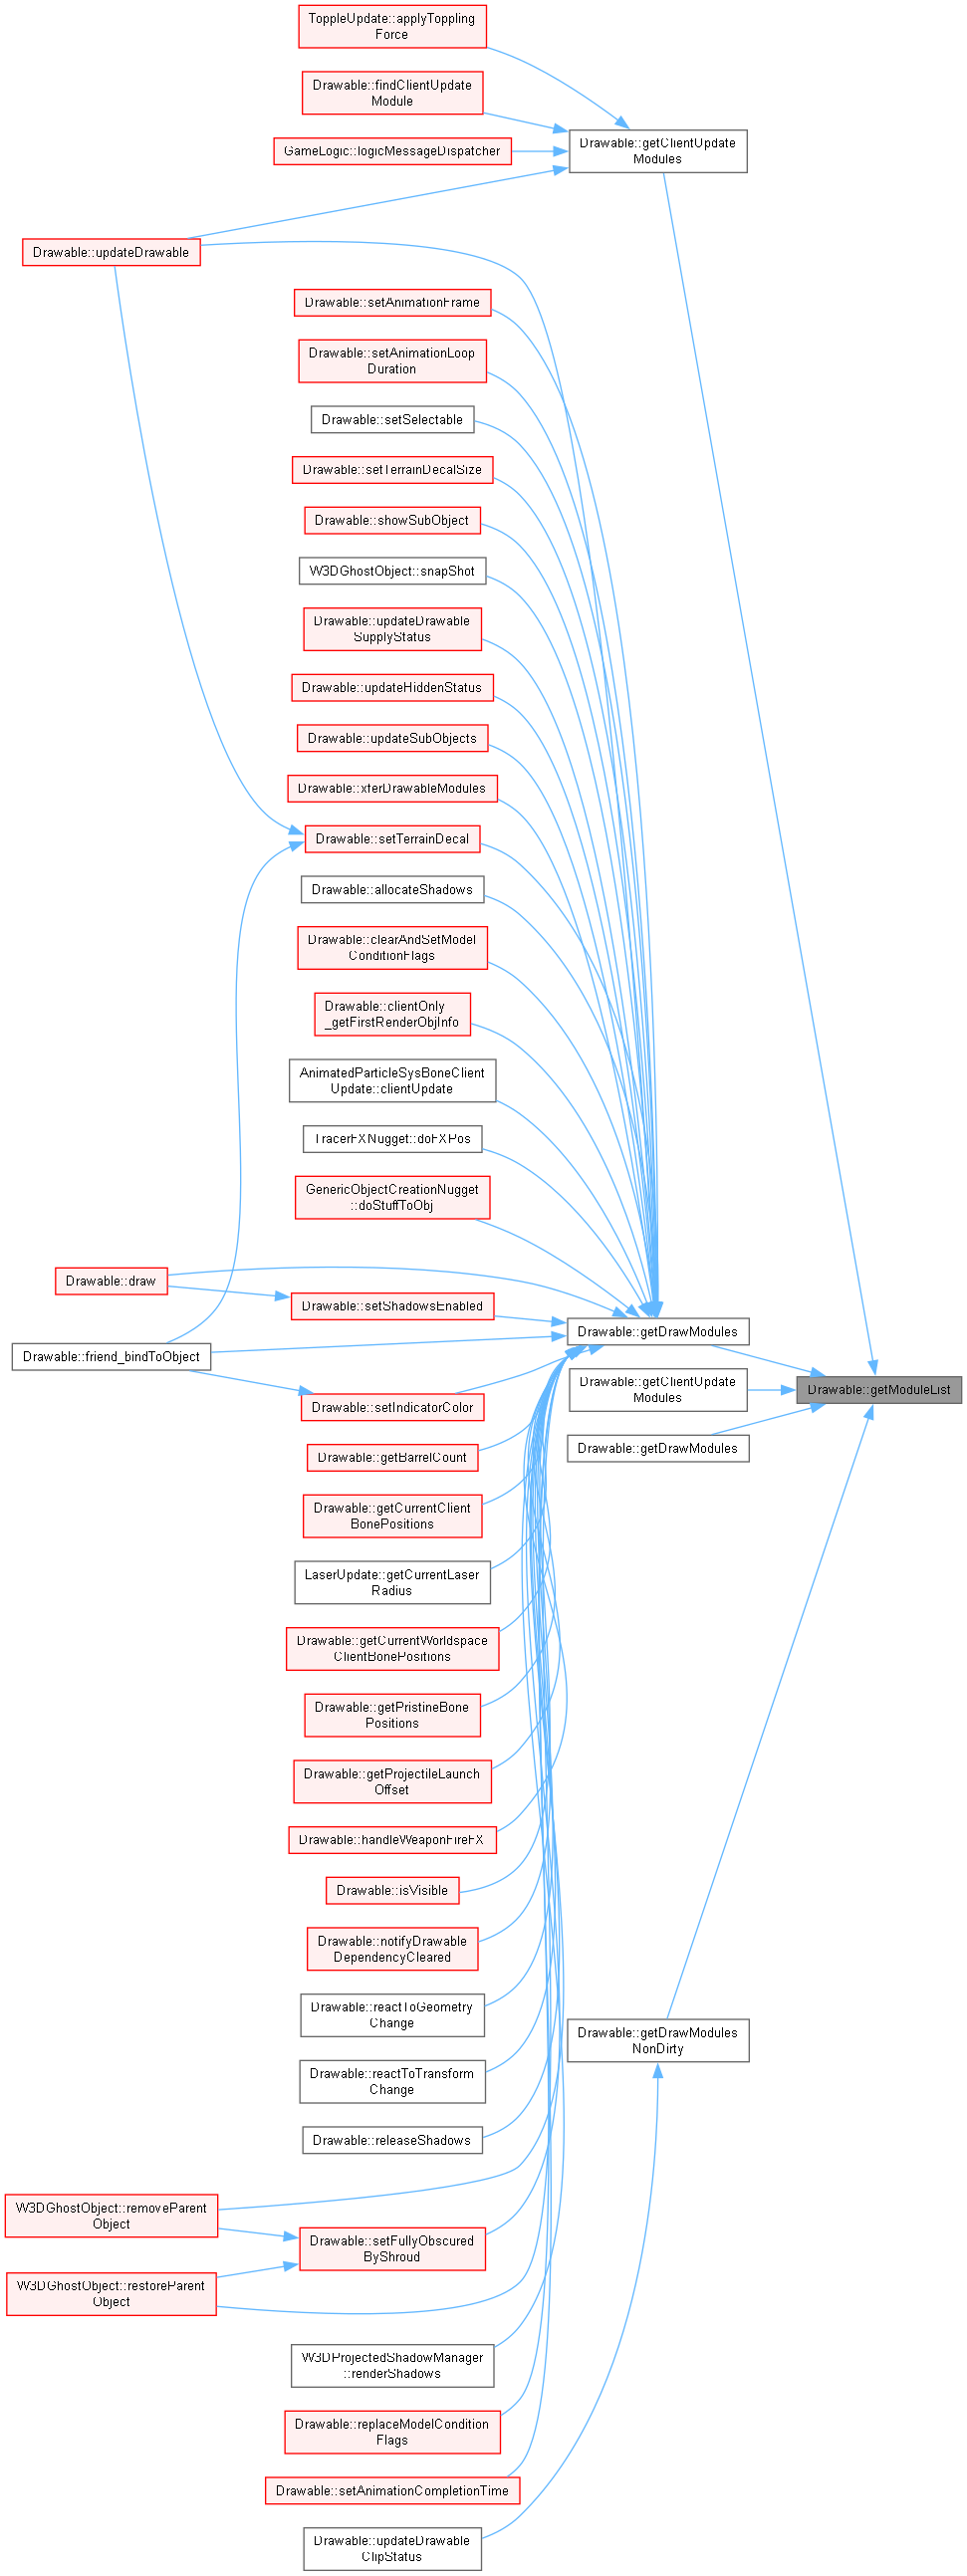 ToppleUpdate::applyToppling
Force
Drawable::findClientUpdate
Module
Drawable::getClientUpdate
Modules
GameLogic::logicMessageDispatcher
Drawable::updateDrawable
Drawable::setAnimationFrame
Drawable::setAnimationLoop
Duration
Drawable::setSelectable
Drawable::setTerrainDecalSize
Drawable::showSubObject
W3DGhostObject::snapShot
Drawable::updateDrawable
SupplyStatus
Drawable::updateHiddenStatus
Drawable::updateSubObjects
Drawable::xferDrawableModules
Drawable::setTerrainDecal
Drawable::allocateShadows
Drawable::clearAndSetModel
ConditionFlags
Drawable::clientOnly
_getFirstRenderObjInfo
AnimatedParticleSysBoneClient
Update::clientUpdate
TracerFXNugget::doFXPos
GenericObjectCreationNugget
::doStuffToObj
Drawable::draw
Drawable::setShadowsEnabled
Drawable::getDrawModules
Drawable::friend_bindToObject
Drawable::getClientUpdate
Modules
Drawable::getModuleList
Drawable::setIndicatorColor
Drawable::getDrawModules
Drawable::getBarrelCount
Drawable::getCurrentClient
BonePositions
LaserUpdate::getCurrentLaser
Radius
Drawable::getCurrentWorldspace
ClientBonePositions
Drawable::getPristineBone
Positions
Drawable::getProjectileLaunch
Offset
Drawable::handleWeaponFireFX
Drawable::isVisible
Drawable::notifyDrawable
DependencyCleared
Drawable::reactToGeometry
Change
Drawable::getDrawModules
NonDirty
Drawable::reactToTransform
Change
Drawable::releaseShadows
W3DGhostObject::removeParent
Object
Drawable::setFullyObscured
ByShroud
W3DGhostObject::restoreParent
Object
W3DProjectedShadowManager
::renderShadows
Drawable::replaceModelCondition
Flags
Drawable::setAnimationCompletionTime
Drawable::updateDrawable
ClipStatus